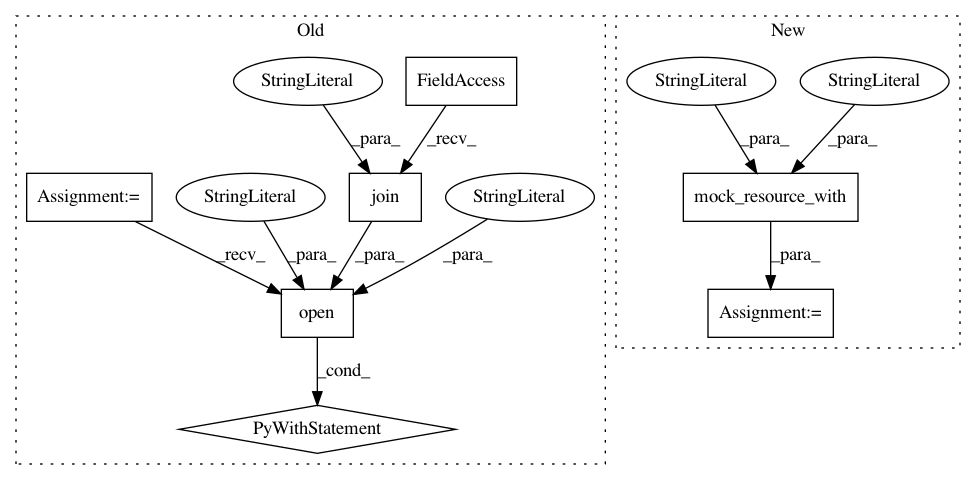 Old
New
StringLiteral
FieldAccess
StringLiteral
StringLiteral
_para_
_recv_
_para_
_para_
Assignment:=
StringLiteral
join
StringLiteral
mock_resource_with
_recv_
_para_
_para_
_para_
_para_
open
Assignment:=
_cond_
PyWithStatement